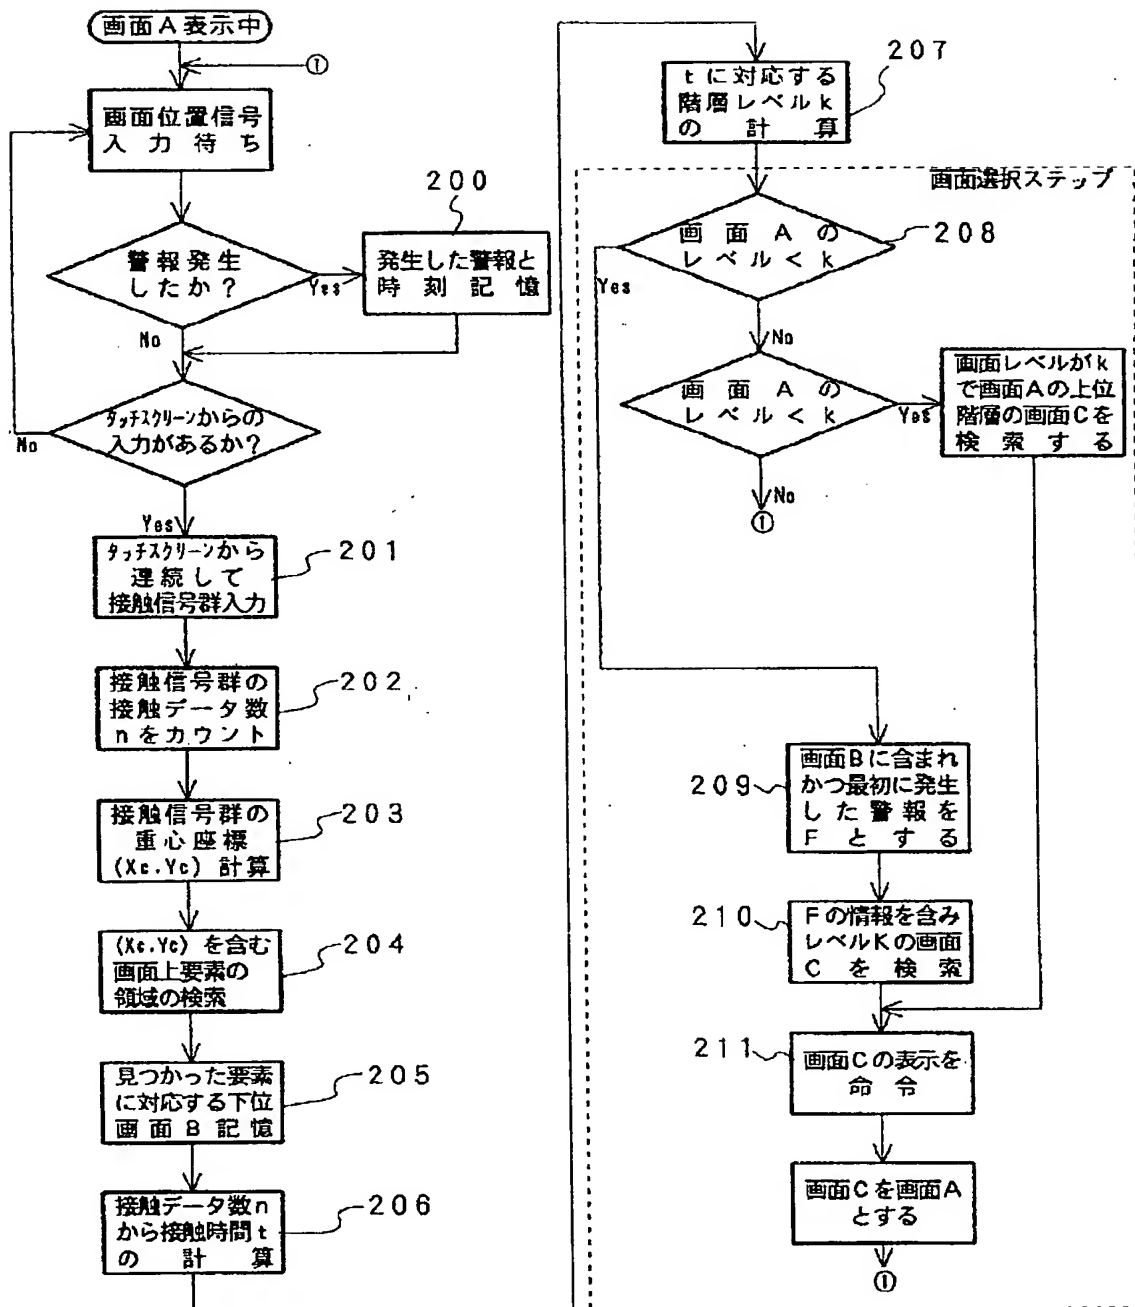 画面A表示中
①
画面位置信号
入力待ち
200
警報発生
したか？
Yes
発生した警報と
時刻記憶
No
タッチスクリーンからの
入力があるか？
No
Yes
タッチスクリーンから
連続して
接触信号群入力
201
接触信号群の
接触データ数
nをカウント
202
接触信号群の
重心座標
(Xc.Yc)計算
203
(Xc.Yc)を含む
画面上要素の
領域の検索
204
見つかった要素
に対応する下位
画面B記憶
205
接触データ数n
から接触時間t
の計算
206
tに対応する
階層レベルk
の計算
207
画面選択ステップ
画面Aの
レベル<k
208
Yes
No
画面Aの
レベル<k
Yes
画面レベルがk
で画面Aの上位
階層の画面Cを
検索する
No
①
209
画面Bに含まれ
かつ最初に発生
した警報を
Fとする
210
Fの情報を含み
レベルKの画面
Cを検索
211
画面Cの表示を
命令
画面Cを画面A
とする
①